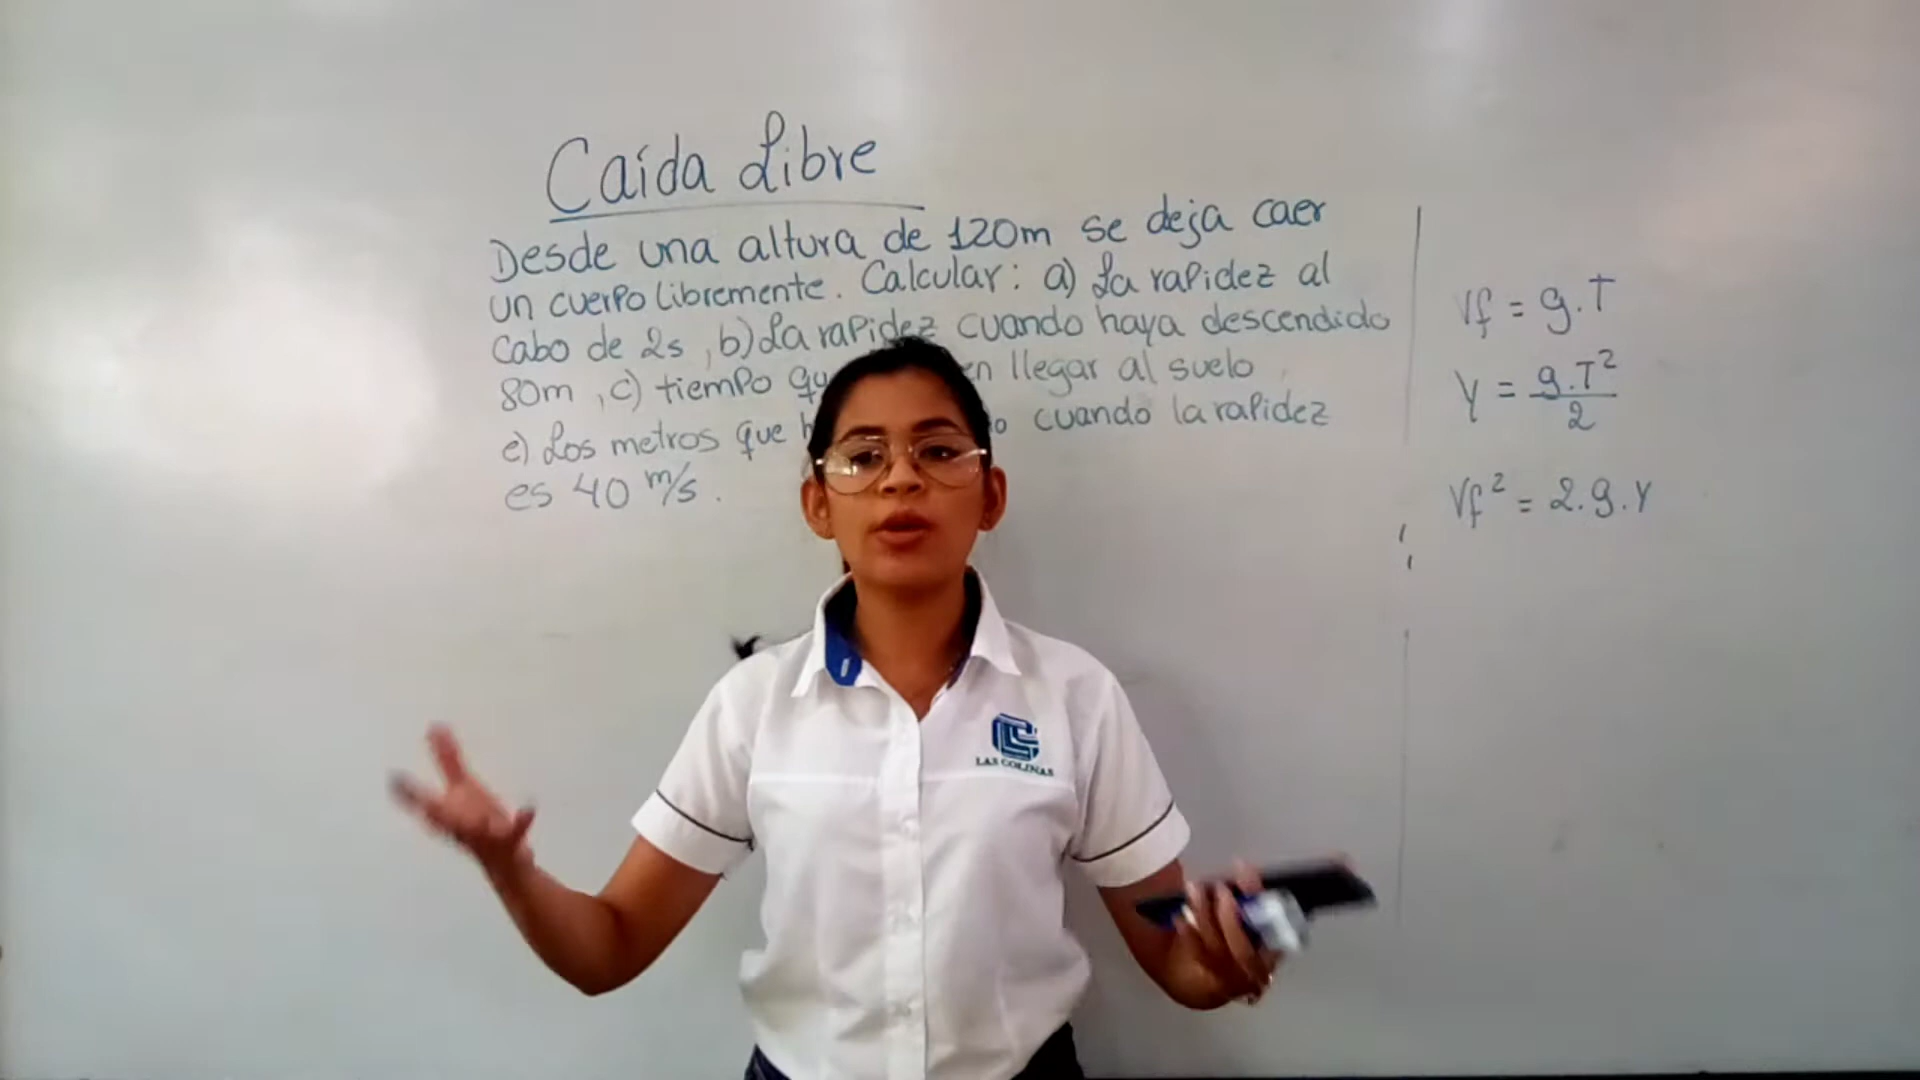 Caída Libre
Desde una altura de 120m se deja caer
un cuerpo libremente. Calcular: a) La rapidez al
cabo de 2s, b) La rapidez cuando haya descendido
80m, c) tiempo en llegar al suelo
e) Los metros que cuando la rapidez
es 40 m/s.
Vf = g.T
Y = g.T²/2
Vf² = 2.g.Y
LAS COLINAS